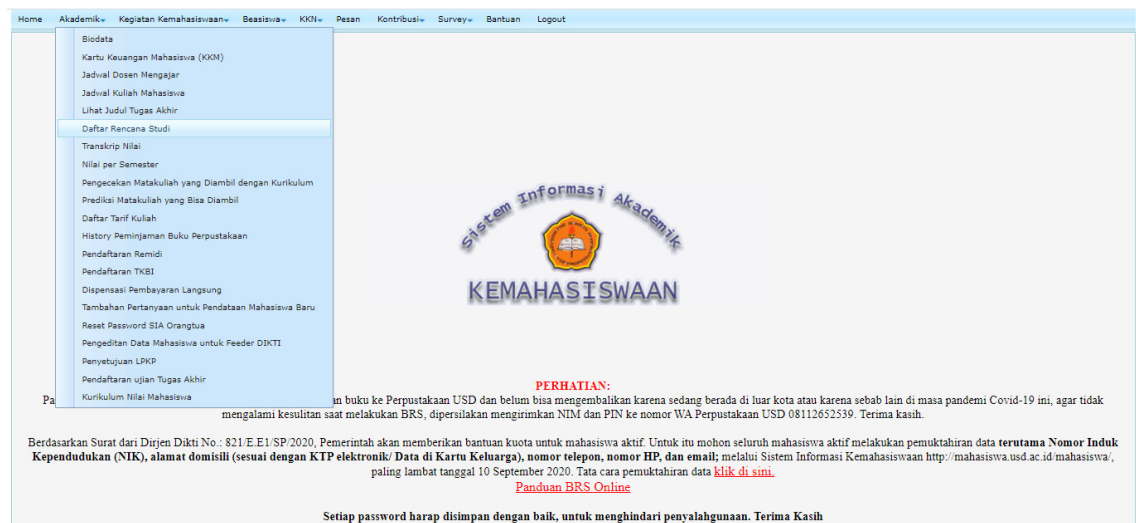 Home Akademik Kegiatan Kemahasiswaan Beasiswa KKN Pesan Kontribusi Survey Bantuan Logout
Biodata
Kartu Keuangan Mahasiswa (KKM)
Jadwal Dosen Mengajar
Jadwal Kuliah Mahasiswa
Lihat Judul Tugas Akhir
Daftar Rencana Studi
Transkrip Nilai
Nilai per Semester
Pengecekan Matakuliah yang Diambil dengan Kurikulum
Prediksi Matakuliah yang Bisa Diambil
Daftar Tarif Kuliah
History Peminjaman Buku Perpustakaan
Pendaftaran Remidi
Pendaftaran TKBI
Dispensasi Pembayaran Langsung
Tambahan Pertanyaan untuk Pendataan Mahasiswa Baru
Reset Password SIA Orangtua
Pengeditan Data Mahasiswa untuk Feeder DIKTI
Penyetujuan LPKP
Pendaftaran ujian Tugas Akhir
Kurikulum Nilai Mahasiswa
Sistem Informasi Akademik
KEMAHASISWAAN
PERHATIAN:
Pa an buku ke Perpustakaan USD dan belum bisa mengembalikan karena sedang berada di luar kota atau karena sebab lain di masa pandemi Covid-19 ini, agar tidak
mengalami kesulitan saat melakukan BRS, dipersilakan mengirimkan NIM dan PIN ke nomor WA Perpustakaan USD 08112652539. Terima kasih.
Berdasarkan Surat dari Dirjen Dikti No.: 821/E.E1/SP/2020, Pemerintah akan memberikan bantuan kuota untuk mahasiswa aktif. Untuk itu mohon seluruh mahasiswa aktif melakukan pemuktahiran data terutama Nomor Induk
Kependudukan (NIK), alamat domisili (sesuai dengan KTP elektronik/ Data di Kartu Keluarga), nomor telepon, nomor HP, dan email; melalui Sistem Informasi Kemahasiswaan http://mahasiswa.usd.ac.id/mahasiswa/,
paling lambat tanggal 10 September 2020. Tata cara pemuktahiran data klik di sini.
Panduan BRS Online
Setiap password harap disimpan dengan baik, untuk menghindari penyalahgunaan. Terima Kasih